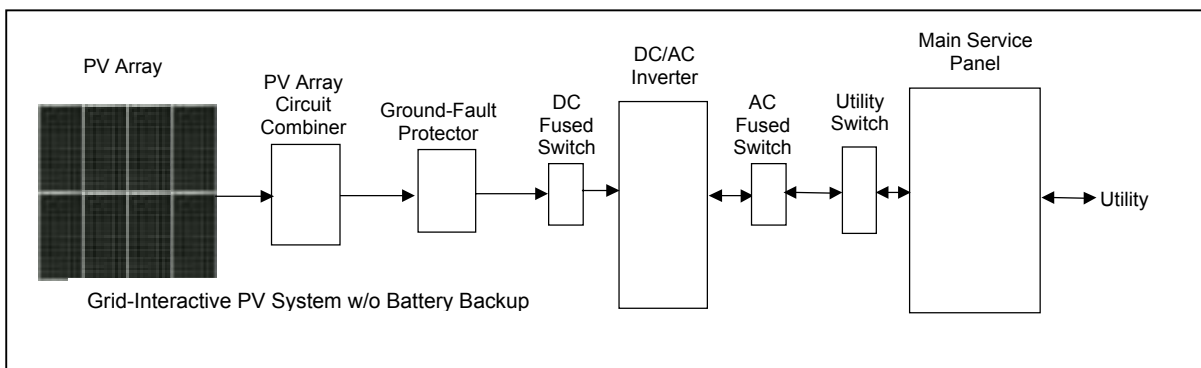 PV Array
PV Array
Circuit
Combiner
Ground-Fault
Protector
DC
Fused
Switch
DC/AC
Inverter
AC
Fused
Switch
Utility
Switch
Main Service
Panel
Utility
Grid-Interactive PV System w/o Battery Backup